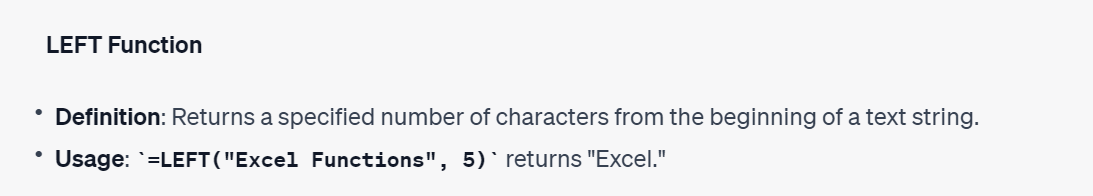 LEFT Function
• Definition: Returns a specified number of characters from the beginning of a text string.
• Usage: `=LEFT("Excel Functions", 5)` returns "Excel."